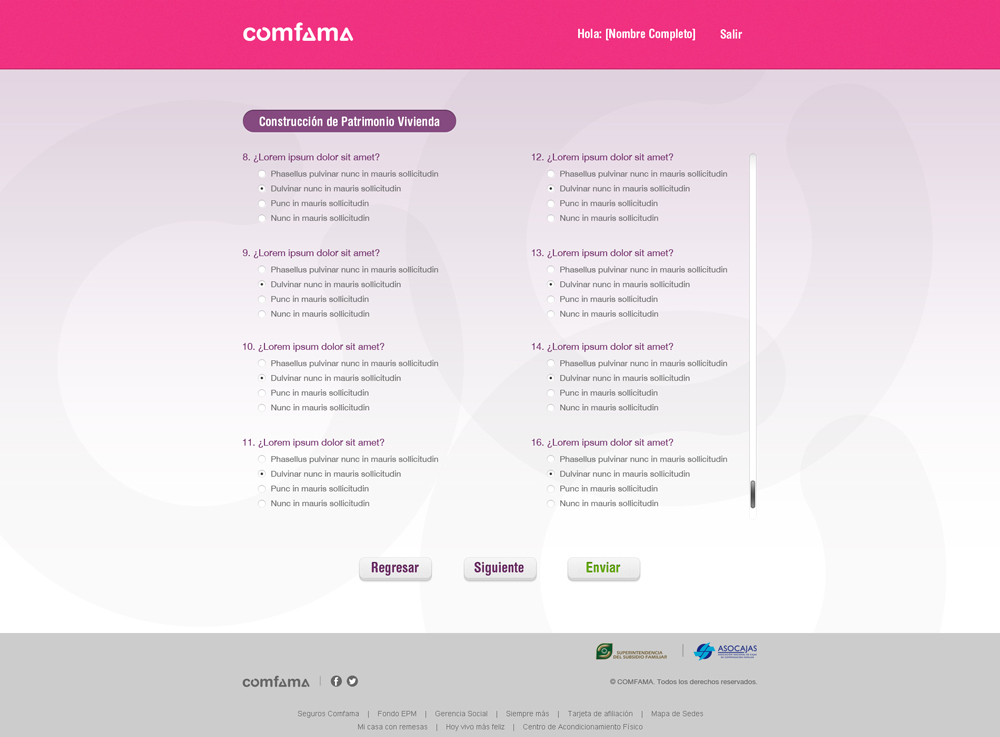 comfama
Hola: [Nombre Completo]
Salir
Construcción de Patrimonio Vivienda
8. ¿Lorem ipsum dolor sit amet?
Phasellus pulvinar nunc in mauris sollicitudin
Dulvinar nunc in mauris sollicitudin
Punc in mauris sollicitudin
Nunc in mauris sollicitudin
9. ¿Lorem ipsum dolor sit amet?
Phasellus pulvinar nunc in mauris sollicitudin
Dulvinar nunc in mauris sollicitudin
Punc in mauris sollicitudin
Nunc in mauris sollicitudin
10. ¿Lorem ipsum dolor sit amet?
Phasellus pulvinar nunc in mauris sollicitudin
Dulvinar nunc in mauris sollicitudin
Punc in mauris sollicitudin
Nunc in mauris sollicitudin
11. ¿Lorem ipsum dolor sit amet?
Phasellus pulvinar nunc in mauris sollicitudin
Dulvinar nunc in mauris sollicitudin
Punc in mauris sollicitudin
Nunc in mauris sollicitudin
12. ¿Lorem ipsum dolor sit amet?
Phasellus pulvinar nunc in mauris sollicitudin
Dulvinar nunc in mauris sollicitudin
Punc in mauris sollicitudin
Nunc in mauris sollicitudin
13. ¿Lorem ipsum dolor sit amet?
Phasellus pulvinar nunc in mauris sollicitudin
Dulvinar nunc in mauris sollicitudin
Punc in mauris sollicitudin
Nunc in mauris sollicitudin
14. ¿Lorem ipsum dolor sit amet?
Phasellus pulvinar nunc in mauris sollicitudin
Dulvinar nunc in mauris sollicitudin
Punc in mauris sollicitudin
Nunc in mauris sollicitudin
16. ¿Lorem ipsum dolor sit amet?
Phasellus pulvinar nunc in mauris sollicitudin
Dulvinar nunc in mauris sollicitudin
Punc in mauris sollicitudin
Nunc in mauris sollicitudin
Regresar
Siguiente
Enviar
SUPERINTENDENCIA
DEL SUBSIDIO FAMILIAR
ASOCAJAS
comfama
© COMFAMA. Todos los derechos reservados.
Seguros Comfama | Fondo EPM | Gerencia Social | Siempre más | Tarjeta de afiliación | Mapa de Sedes
Mi casa con remesas | Hoy vivo más feliz | Centro de Acondicionamiento Físico